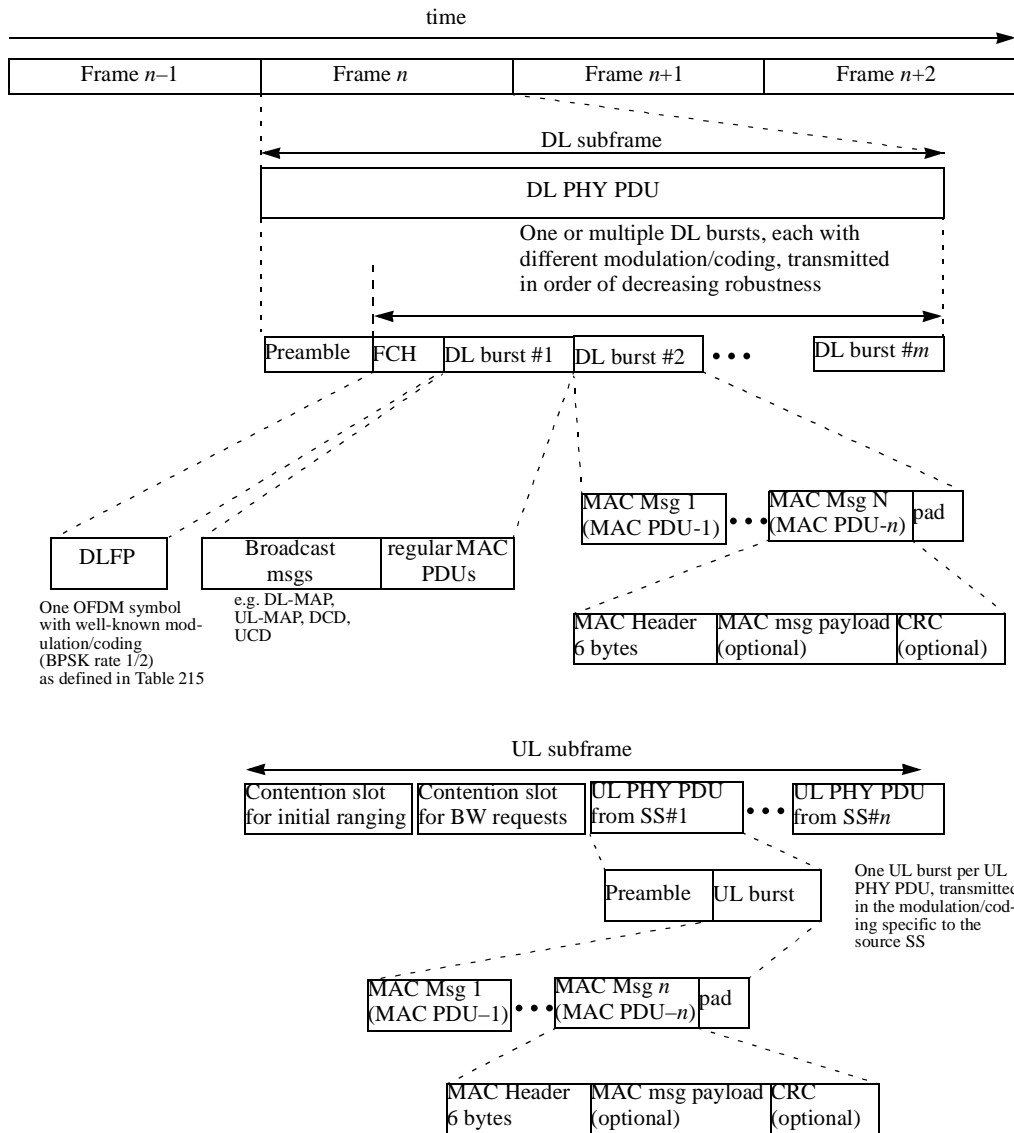 time
Frame n–1
Frame n
Frame n+1
Frame n+2
DL subframe
DL PHY PDU
One or multiple DL bursts, each with
different modulation/coding, transmitted
in order of decreasing robustness
Preamble
FCH
DL burst #1
DL burst #2
DL burst #m
MAC Msg 1
(MAC PDU-1)
MAC Msg N
(MAC PDU-n)
pad
DLFP
Broadcast
msgs
regular MAC
PDUs
One OFDM symbol
with well-known mod-
ulation/coding
(BPSK rate 1/2)
as defined in Table 215
e.g. DL-MAP,
UL-MAP, DCD,
UCD
MAC Header
6 bytes
MAC msg payload
(optional)
CRC
(optional)
UL subframe
Contention slot
for initial ranging
Contention slot
for BW requests
UL PHY PDU
from SS#1
UL PHY PDU
from SS#n
Preamble
UL burst
One UL burst per UL
PHY PDU, transmitted
in the modulation/cod-
ing specific to the
source SS
MAC Msg 1
(MAC PDU–1)
MAC Msg n
(MAC PDU–n)
pad
MAC Header
6 bytes
MAC msg payload
(optional)
CRC
(optional)